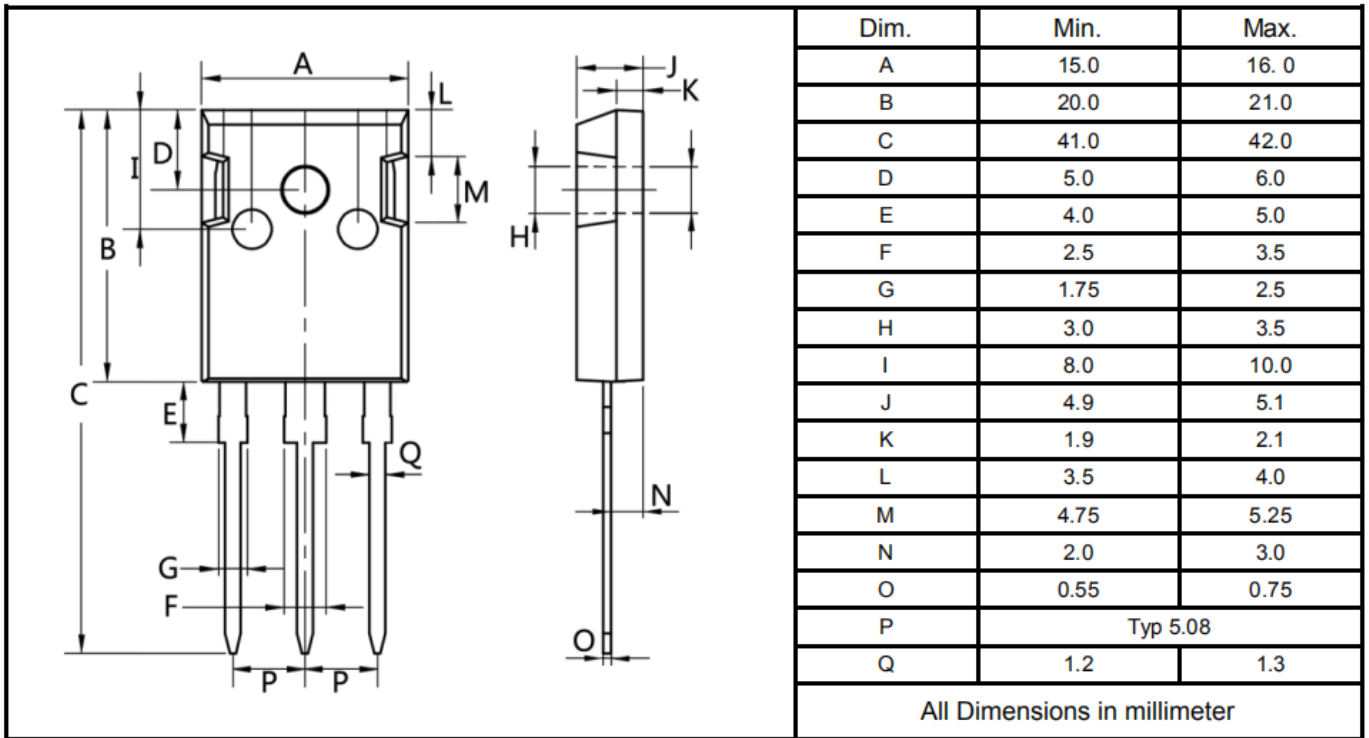 A
L
D
I
M
B
C
E
Q
G
F
P P
J
K
H
N
O
Dim. Min. Max.
A 15.0 16. 0
B 20.0 21.0
C 41.0 42.0
D 5.0 6.0
E 4.0 5.0
F 2.5 3.5
G 1.75 2.5
H 3.0 3.5
I 8.0 10.0
J 4.9 5.1
K 1.9 2.1
L 3.5 4.0
M 4.75 5.25
N 2.0 3.0
O 0.55 0.75
P Typ 5.08
Q 1.2 1.3
All Dimensions in millimeter